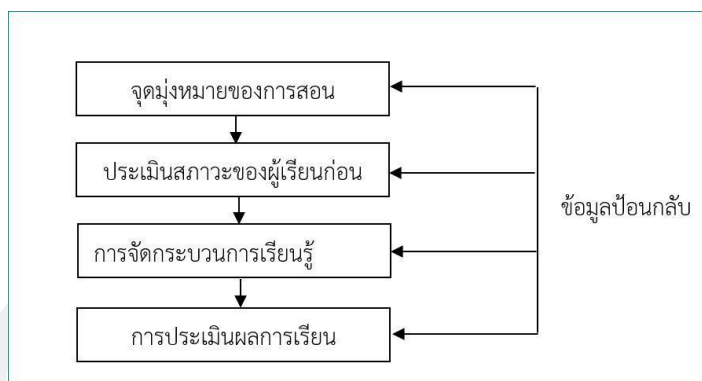 จุดมุ่งหมายของการสอน
ประเมินสภาวะของผู้เรียนก่อน
ข้อมูลป้อนกลับ
การจัดกระบวนการเรียนรู้
การประเมินผลการเรียน